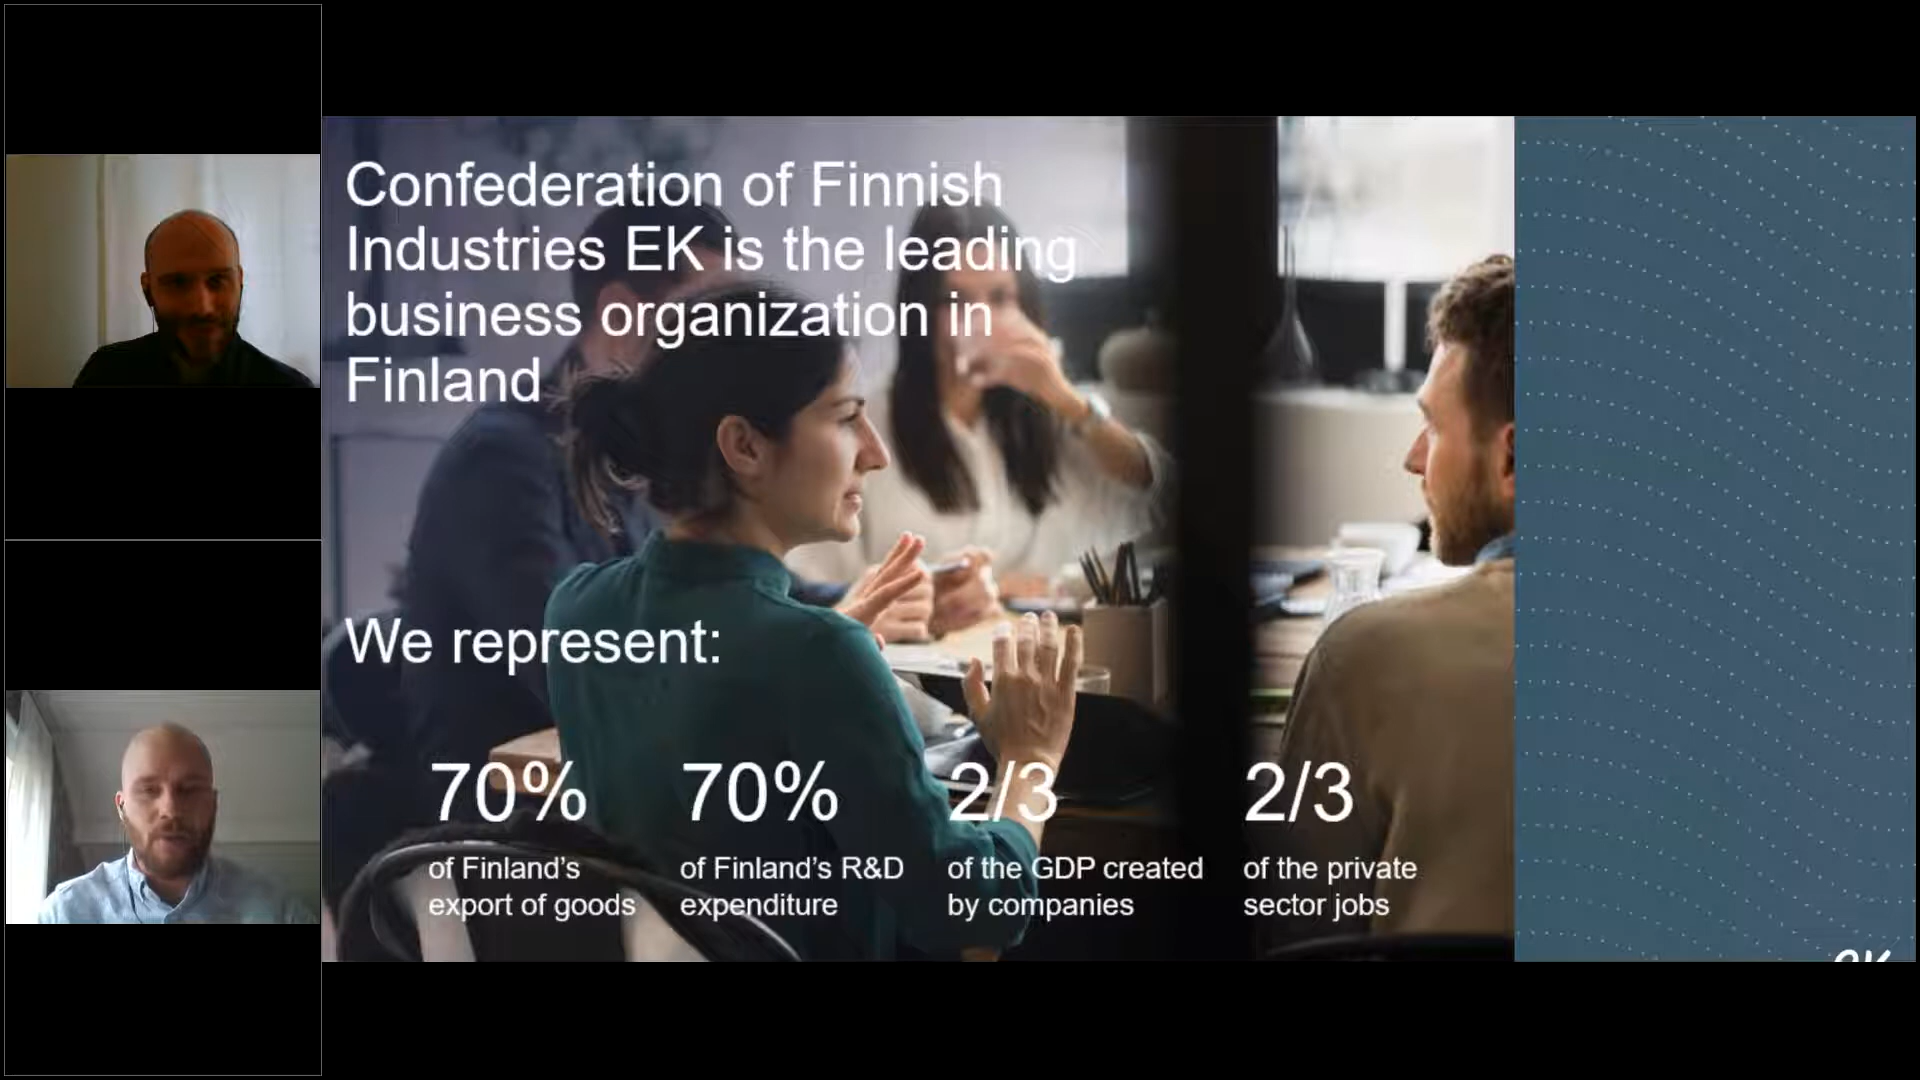 Confederation of Finnish
Industries EK is the leading
business organization in
Finland
We represent:
70%
of Finland’s
export of goods
70%
of Finland’s R&D
expenditure
2/3
of the GDP created
by companies
2/3
of the private
sector jobs